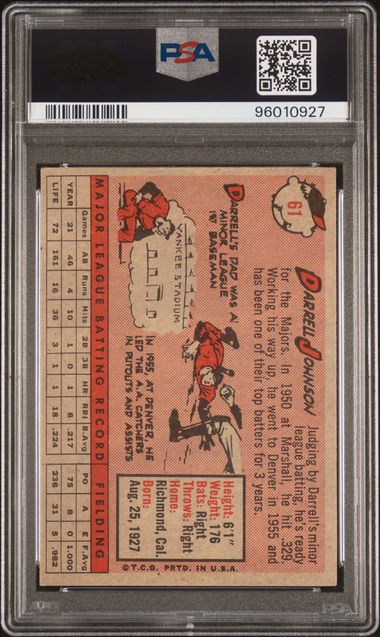 PSA
PSA
96010927
61
DARRELL JOHNSON
Judging by Darrell's minor
league batting, he's ready
for the Majors. In 1950 at Marshall, he hit .329.
Working his way up, he went to Denver in 1955 and
has been one of their top batters for 3 years.
DARRELL'S DAD WAS A
MINOR LEAGUE
1ST BASEMAN
YANKEE STADIUM
IN 1955, AT DENVER, HE
LED THE A.A. CATCHERS
IN PUTOUTS AND ASSISTS
Height: 6'1"
Weight: 176
Bats: Right
Throws: Right
Home:
Richmond, Cal.
Born:
Aug. 25, 1927
MAJOR LEAGUE BATTING RECORD FIELDING
Games AB Runs Hits 2B 3B HR RBI B.Avg PO A E F.Avg
YEAR 21 46 4 10 1 0 1 8 .217 75 8 0 1.000
LIFE 72 161 16 36 3 1 1 18 .224 236 31 5 .982
© T.C.G. PRTD. IN U.S.A.